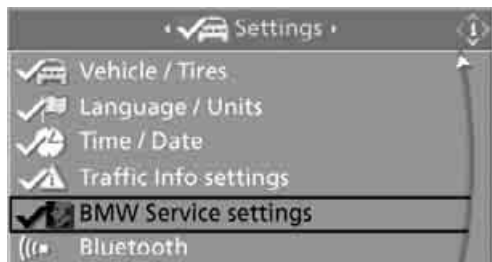 Settings
Vehicle / Tires
Language / Units
Time / Date
Traffic Info settings
BMW Service settings
Bluetooth